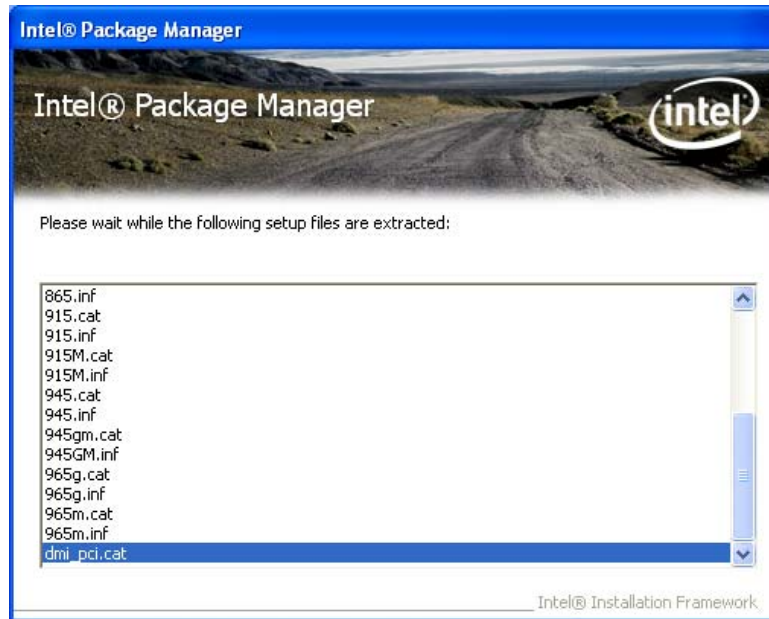 Intel® Package Manager
Intel® Package Manager
intel
Please wait while the following setup files are extracted:
865.inf
915.cat
915.inf
915M.cat
915M.inf
945.cat
945.inf
945gm.cat
945GM.inf
965g.cat
965g.inf
965m.cat
965m.inf
dmi_pci.cat
Intel® Installation Framework